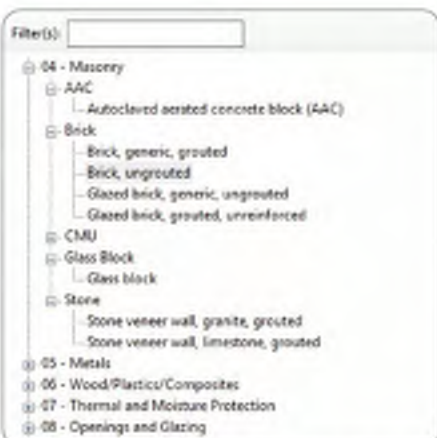 Filter(s):
04 - Masonry
AAC
Autoclaved aerated concrete block (AAC)
Brick
Brick, generic, grouted
Brick, ungrouted
Glazed brick, generic, ungrouted
Glazed brick, grouted, unreinforced
CMU
Glass Block
Glass block
Stone
Stone veneer wall, granite, grouted
Stone veneer wall, limestone, grouted
05 - Metals
06 - Wood/Plastics/Composites
07 - Thermal and Moisture Protection
08 - Openings and Glazing